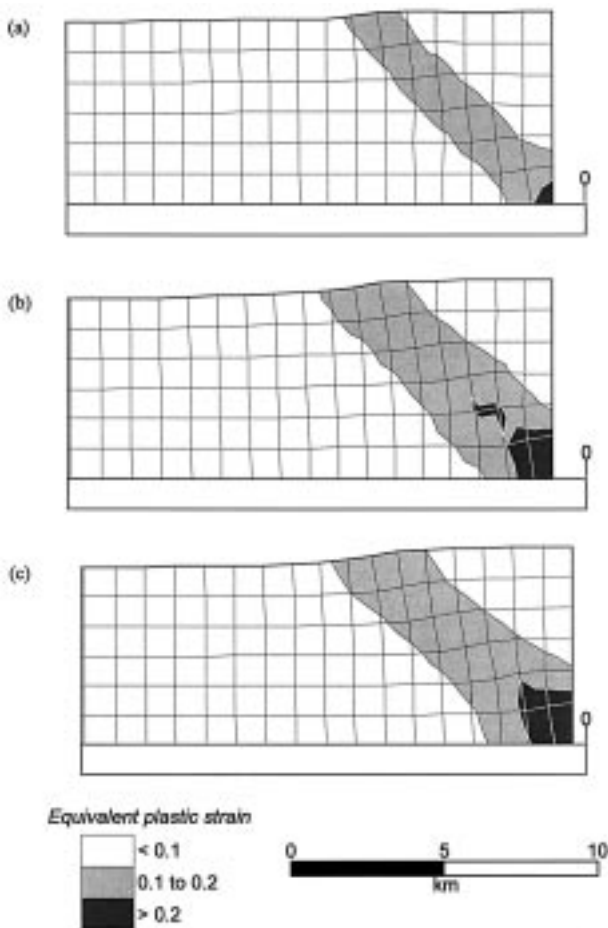 (a)
0
(b)
0
(c)
0
Equivalent plastic strain
< 0.1
0.1 to 0.2
> 0.2
0 5 10
km